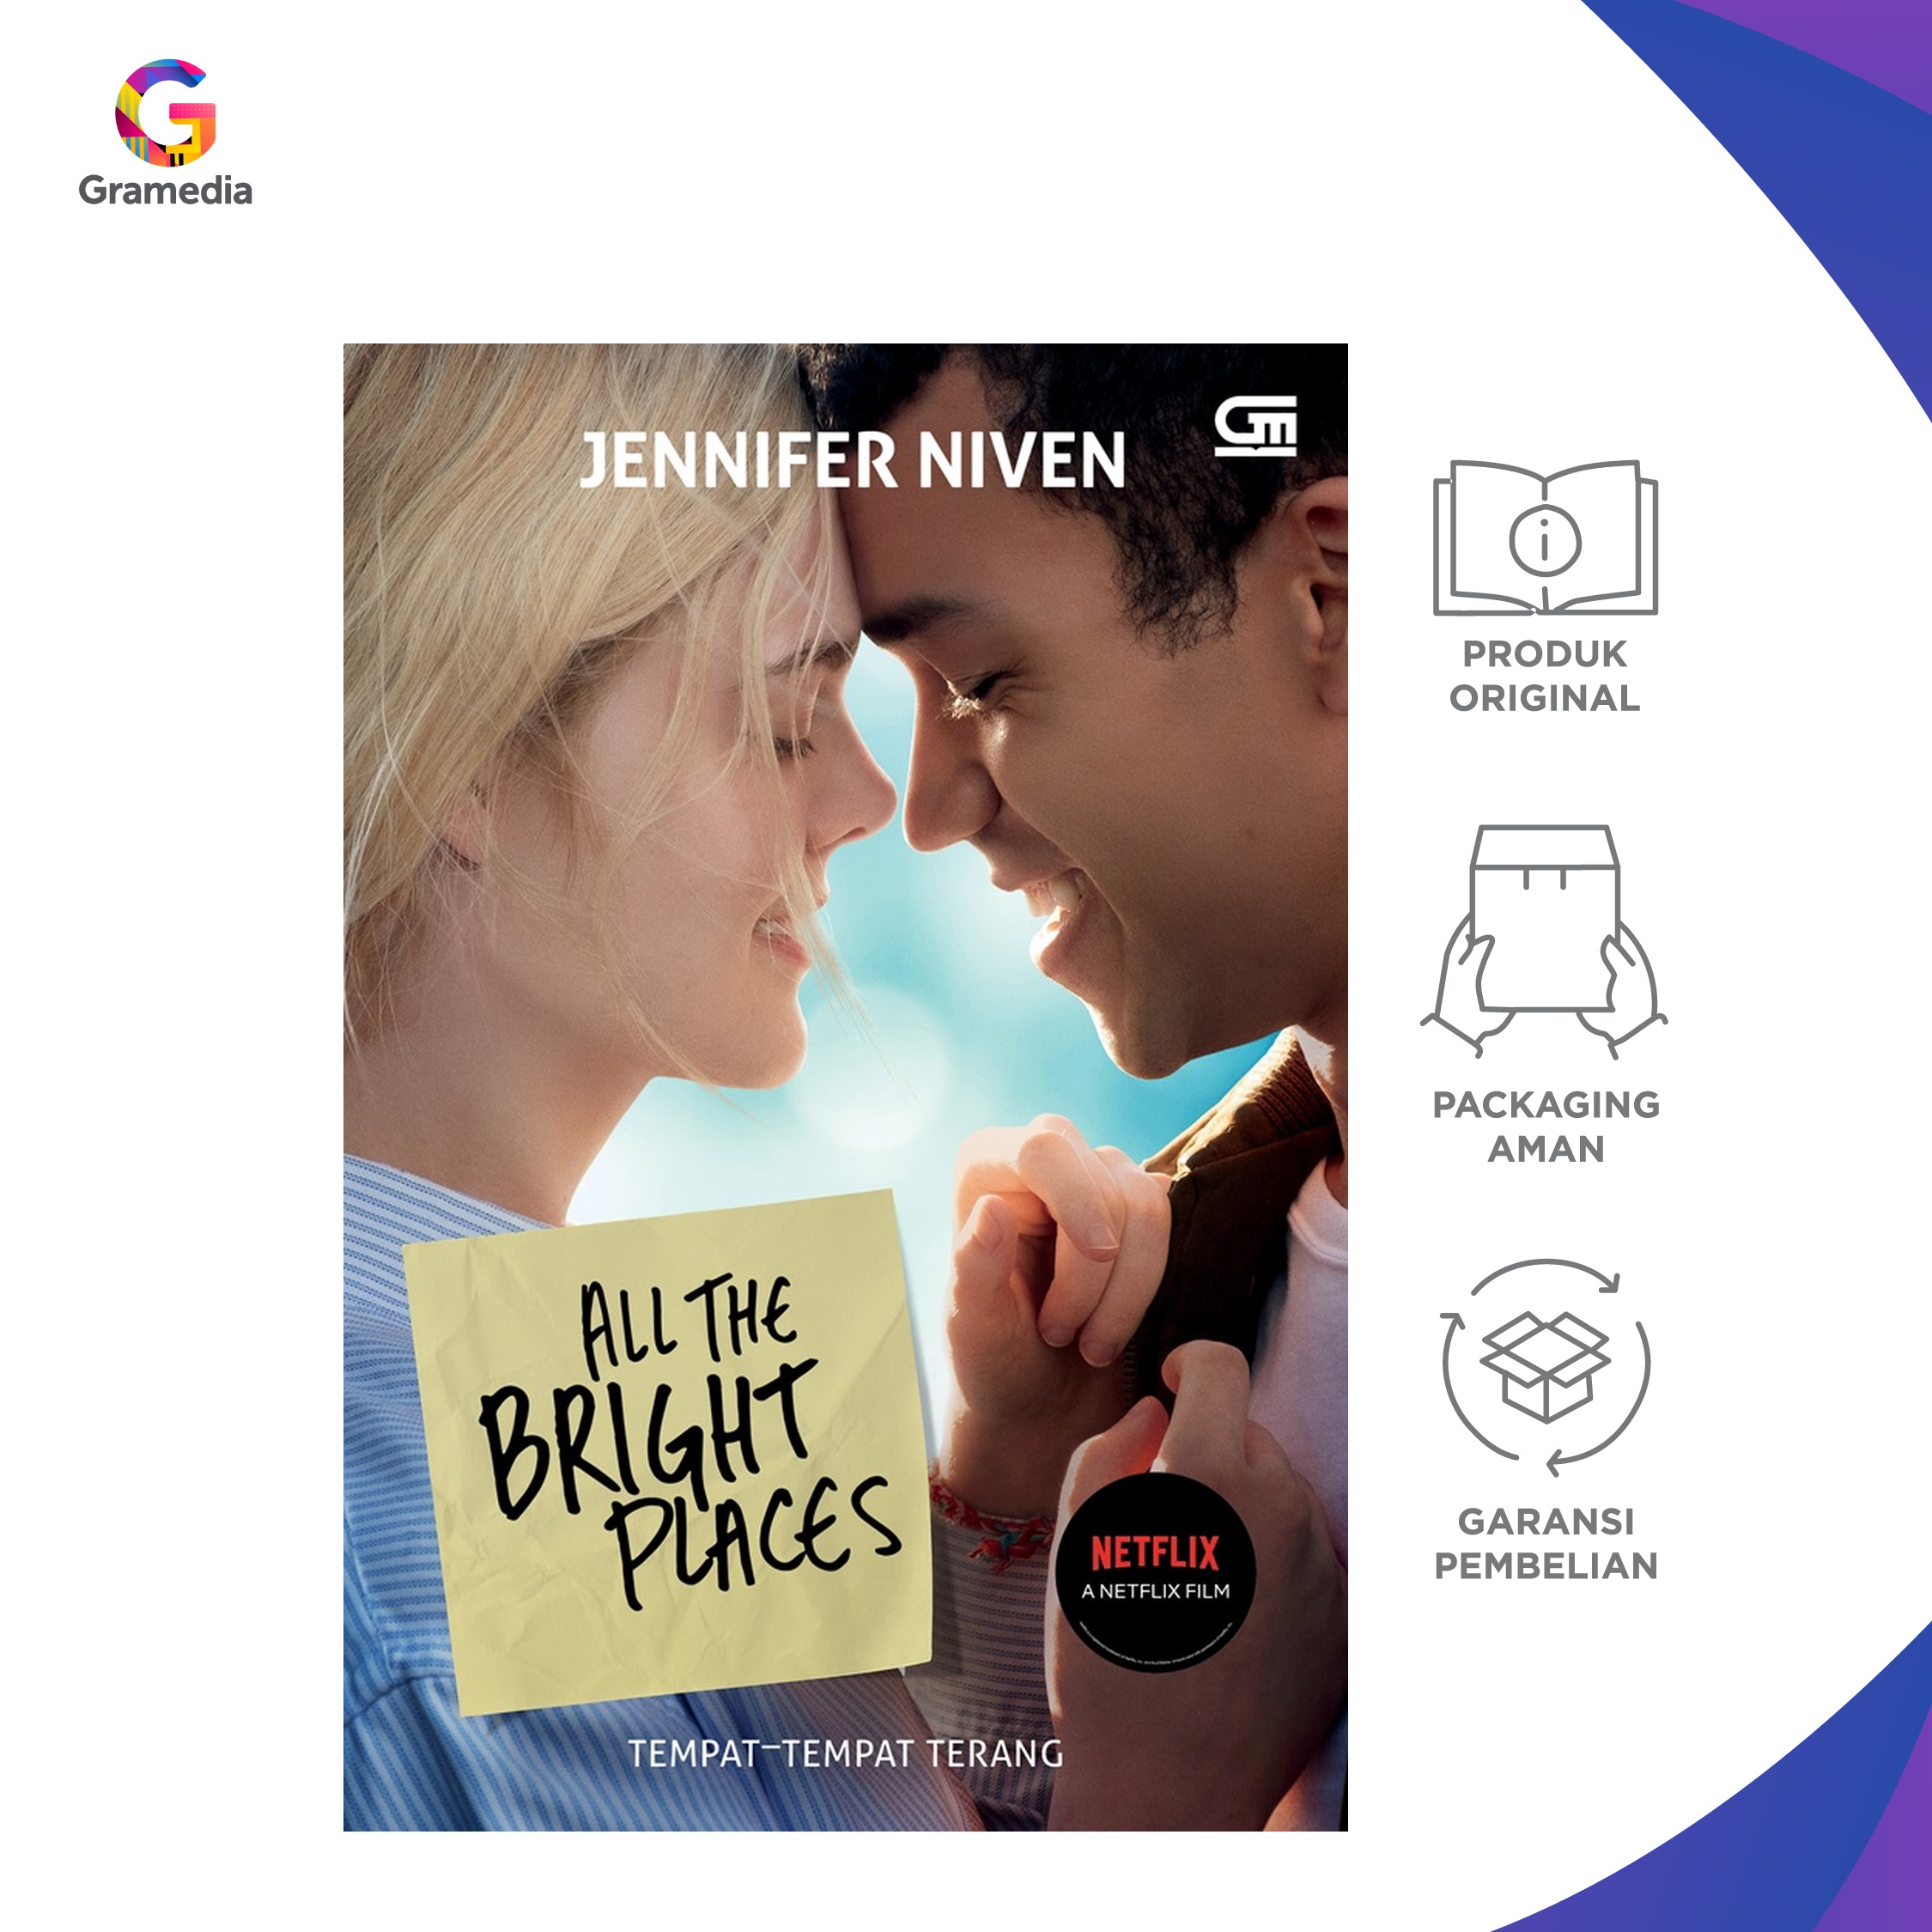 Gramedia
JENNIFER NIVEN
Gm
ALL THE
BRIGHT
PLACES
NETFLIX
A NETFLIX FILM
TEMPAT-TEMPAT TERANG
PRODUK
ORIGINAL
PACKAGING
AMAN
GARANSI
PEMBELIAN